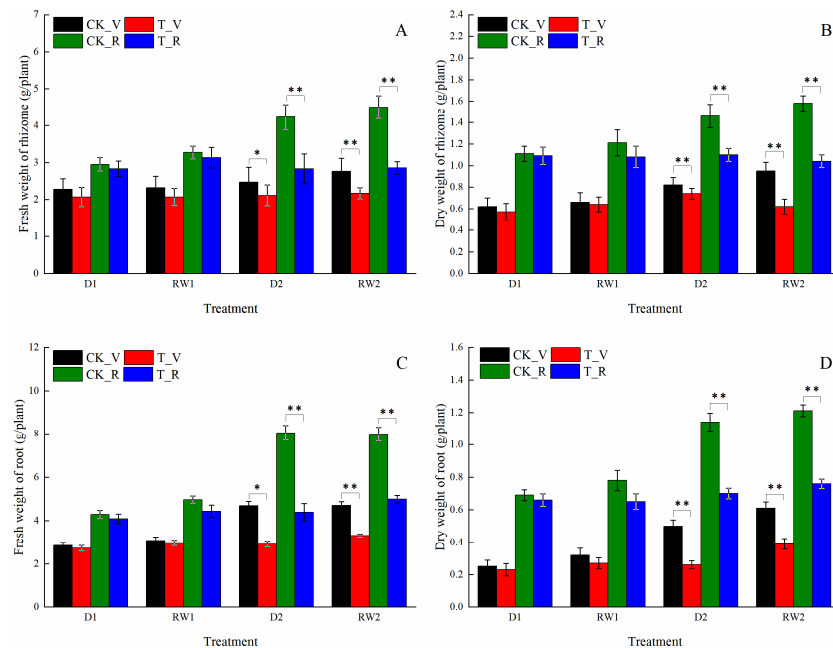 A
CK_V T_V
CK_R T_R
Fresh weight of rhizome (g/plant)
7
6
5
4
3
2
1
0
* ** ** **
D1 RW1 D2 RW2
Treatment
B
CK_V T_V
CK_R T_R
Dry weight of rhizome (g/plant)
2.4
2.2
2.0
1.8
1.6
1.4
1.2
1.0
0.8
0.6
0.4
0.2
0.0
** ** ** **
D1 RW1 D2 RW2
Treatment
C
CK_V T_V
CK_R T_R
Fresh weight of root (g/plant)
12
10
8
6
4
2
0
* ** ** **
D1 RW1 D2 RW2
Treatment
D
CK_V T_V
CK_R T_R
Dry weight of root (g/plant)
1.6
1.4
1.2
1.0
0.8
0.6
0.4
0.2
0.0
** ** ** **
D1 RW1 D2 RW2
Treatment